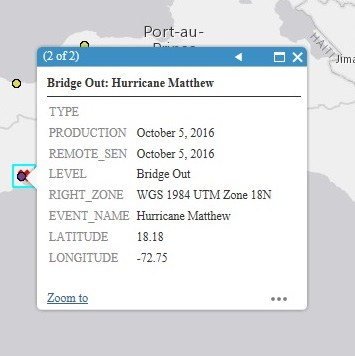 Port-au-
Prince
HAITI
Jima
(2 of 2)
Bridge Out: Hurricane Matthew
TYPE
PRODUCTION October 5, 2016
REMOTE_SEN October 5, 2016
LEVEL Bridge Out
RIGHT_ZONE WGS 1984 UTM Zone 18N
EVENT_NAME Hurricane Matthew
LATITUDE 18.18
LONGITUDE -72.75
Zoom to